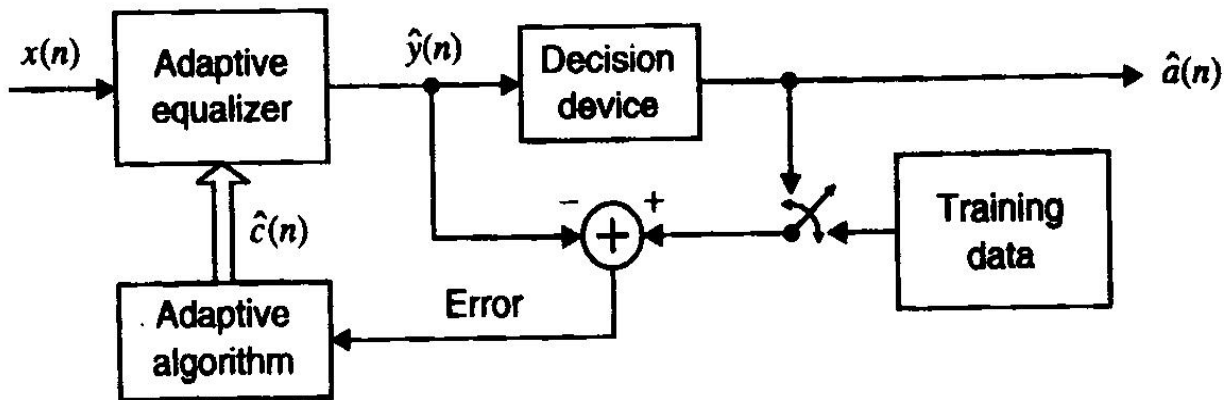 x(n)
Adaptive
equalizer
ŷ(n)
Decision
device
â(n)
ĉ(n)
−
+
+
Training
data
Error
Adaptive
algorithm